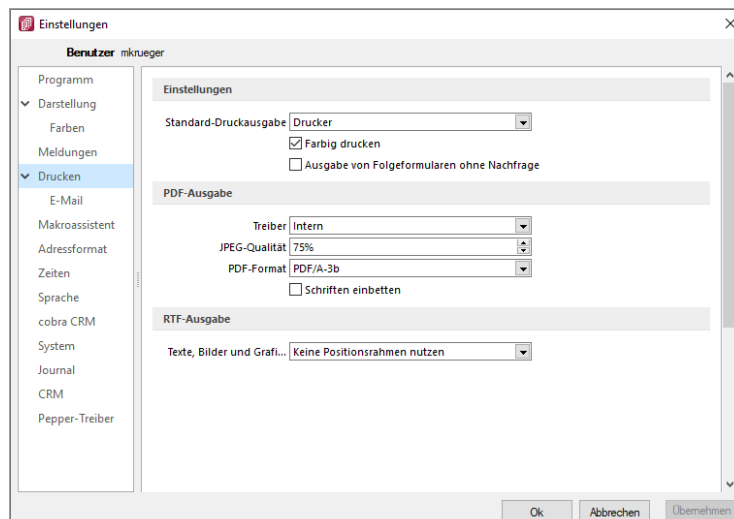 Einstellungen
Benutzer mkrueger
Programm
Darstellung
Farben
Meldungen
Drucken
E-Mail
Makroassistent
Adressformat
Zeiten
Sprache
cobra CRM
System
Journal
CRM
Pepper-Treiber
Einstellungen
Standard-Druckausgabe Drucker
Farbig drucken
Ausgabe von Folgeformularen ohne Nachfrage
PDF-Ausgabe
Treiber Intern
JPEG-Qualität 75%
PDF-Format PDF/A-3b
Schriften einbetten
RTF-Ausgabe
Texte, Bilder und Grafi... Keine Positionsrahmen nutzen
Ok Abbrechen Übernehmen